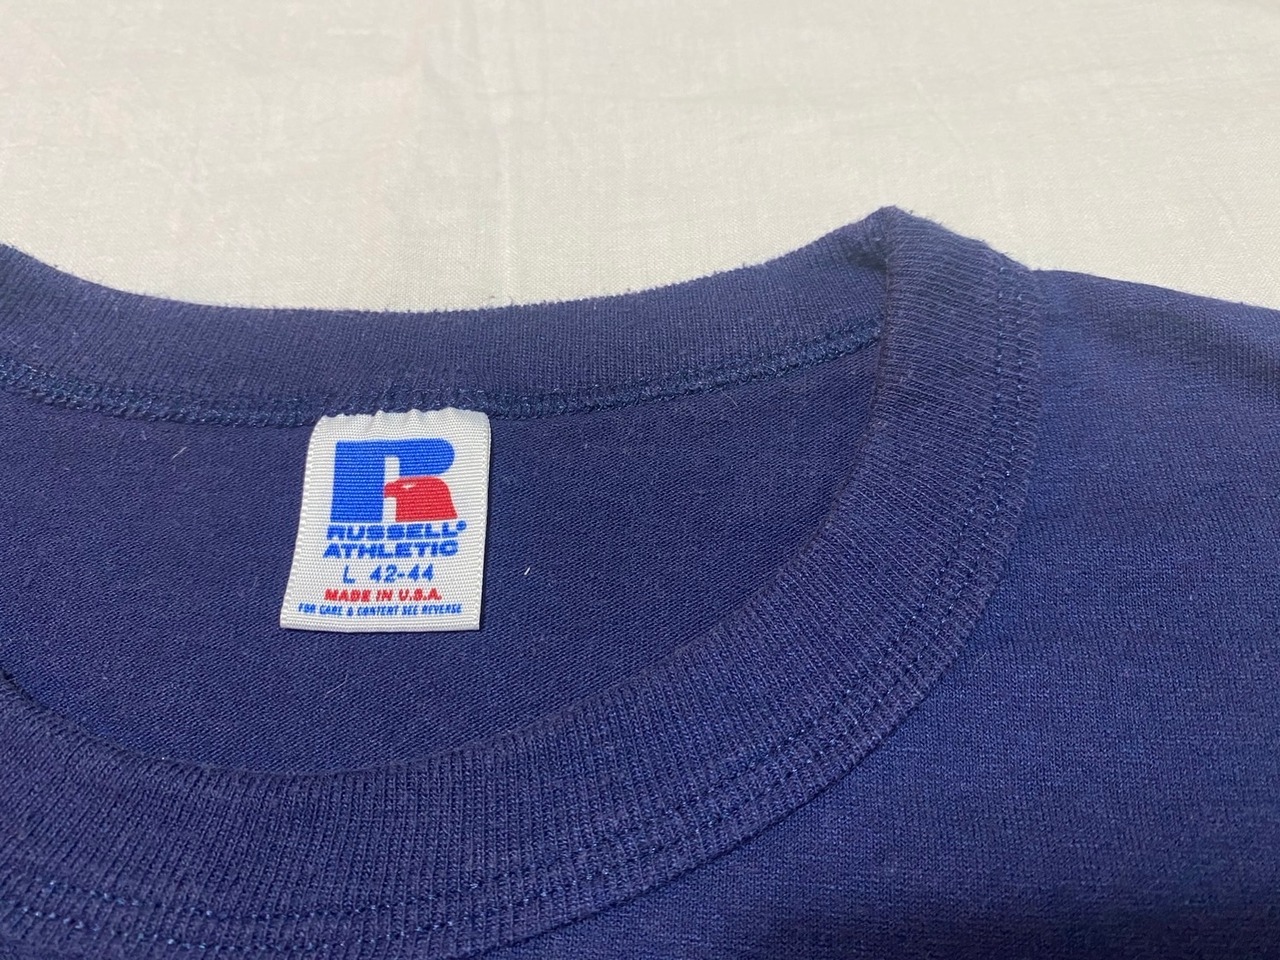 R
RUSSELL®
ATHLETIC
L 42-44
MADE IN U.S.A.
FOR CARE & CONTENT SEE REVERSE